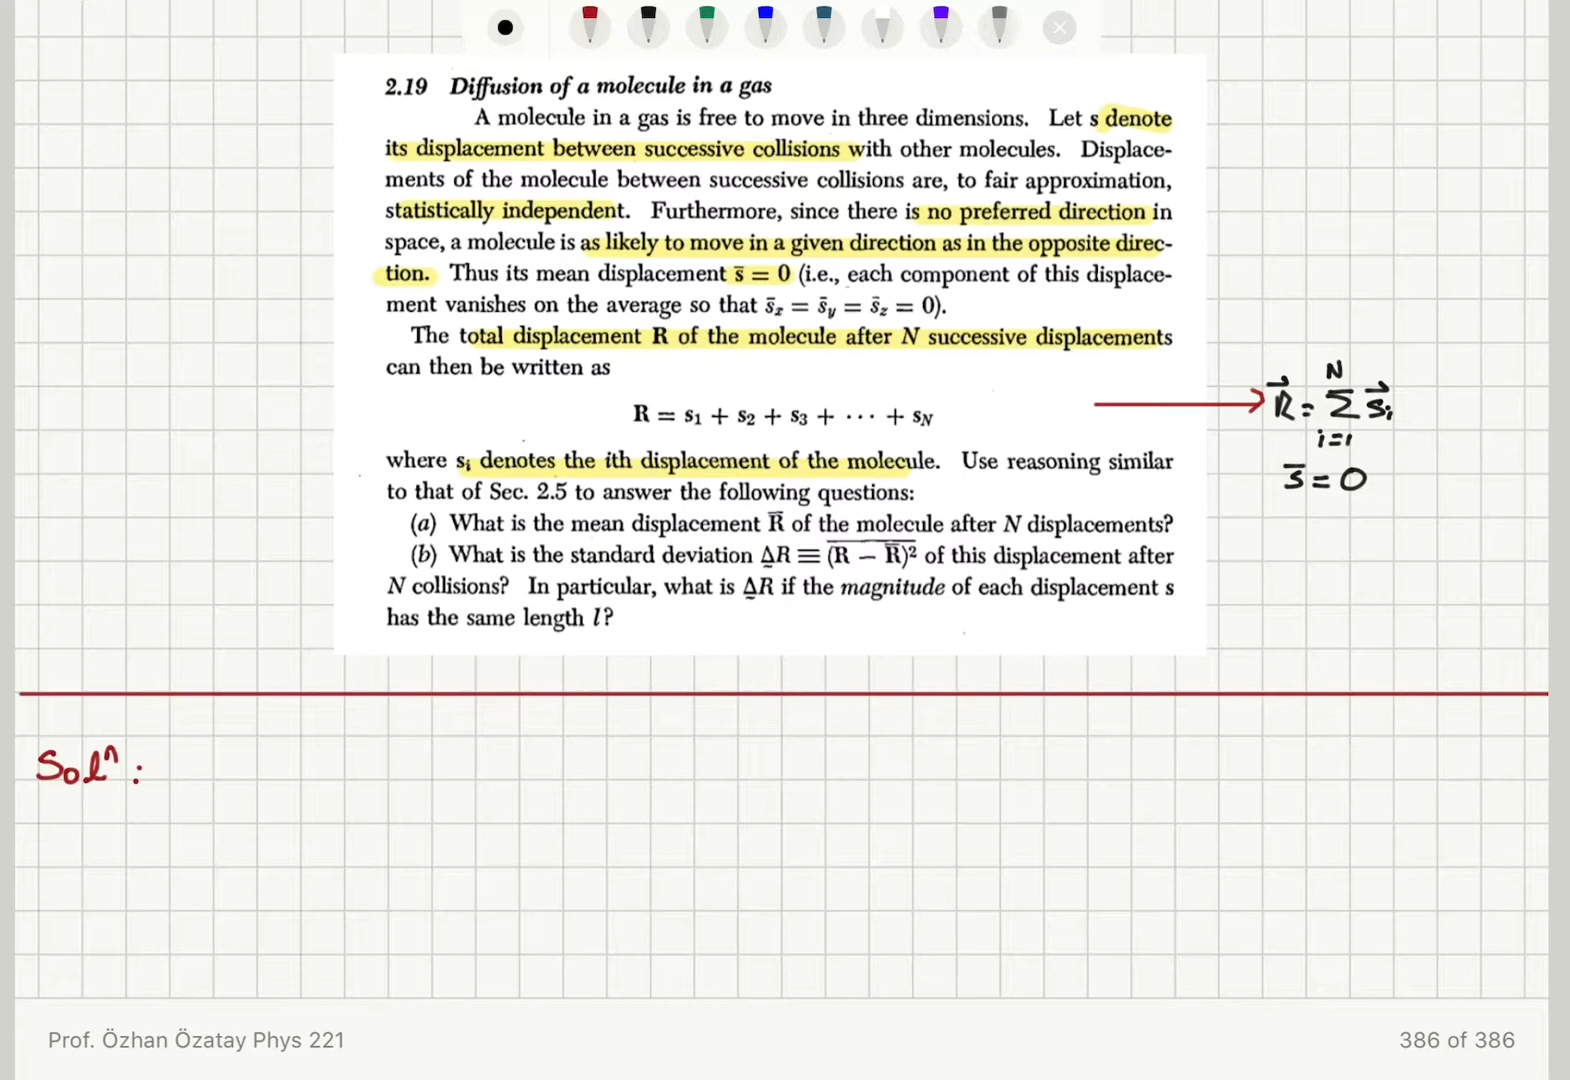 2.19 Diffusion of a molecule in a gas
A molecule in a gas is free to move in three dimensions. Let s denote
its displacement between successive collisions with other molecules. Displace-
ments of the molecule between successive collisions are, to fair approximation,
statistically independent. Furthermore, since there is no preferred direction in
space, a molecule is as likely to move in a given direction as in the opposite direc-
tion. Thus its mean displacement s̄ = 0 (i.e., each component of this displace-
ment vanishes on the average so that s̄ₓ = s̄ᵧ = s̄_z = 0).
The total displacement R of the molecule after N successive displacements
can then be written as
R = s₁ + s₂ + s₃ + ⋯ + s_N
where sᵢ denotes the ith displacement of the molecule. Use reasoning similar
to that of Sec. 2.5 to answer the following questions:
(a) What is the mean displacement R̄ of the molecule after N displacements?
(b) What is the standard deviation ΔR ≡ \overline{(R − R̄)²} of this displacement after
N collisions? In particular, what is ΔR if the magnitude of each displacement s
has the same length l?
N
R⃗ = Σ s⃗ᵢ
i=1
s̄ = 0
Solⁿ:
Prof. Özhan Özatay Phys 221
386 of 386